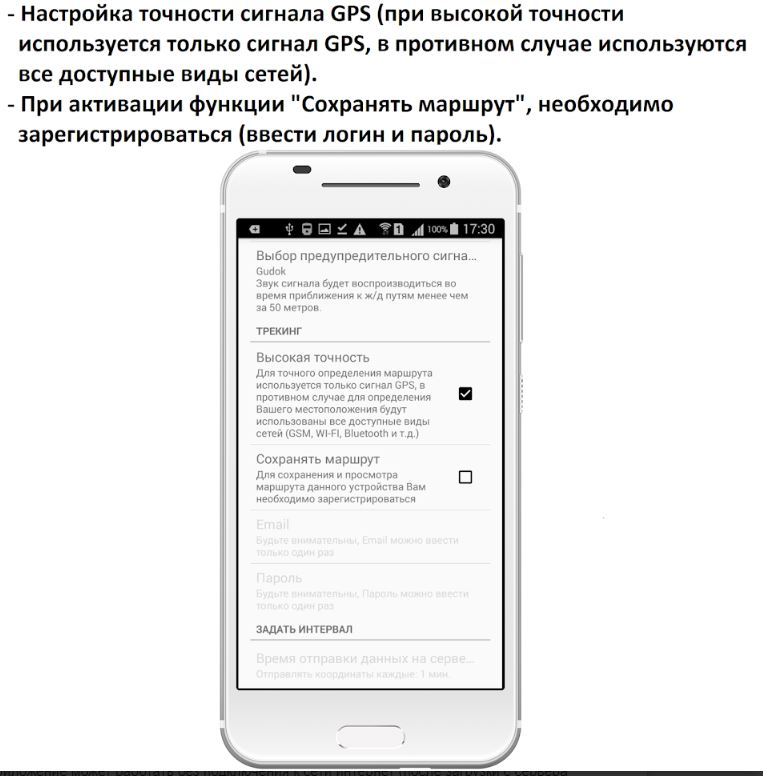 - Настройка точности сигнала GPS (при высокой точности
используется только сигнал GPS, в противном случае используются
все доступные виды сетей).
- При активации функции "Сохранять маршрут", необходимо
зарегистрироваться (ввести логин и пароль).
1 100% 17:30
Выбор предупредительного сигна...
Gudok
Звук сигнала будет воспроизводиться во
время приближения к ж/д путям менее чем
за 50 метров.
ТРЕКИНГ
Высокая точность
Для точного определения маршрута
используется только сигнал GPS, в
противном случае для определения
Вашего местоположения будут
использованы все доступные виды
сетей (GSM, WI-FI, Bluetooth и т.д.)
Сохранять маршрут
Для сохранения и просмотра
маршрута данного устройства Вам
необходимо зарегистрироваться
Email
Будьте внимательны, Email можно ввести
только один раз
Пароль
Будьте внимательны, Пароль можно ввести
только один раз
ЗАДАТЬ ИНТЕРВАЛ
Время отправки данных на серве...
Отправлять координаты каждые: 1 мин.